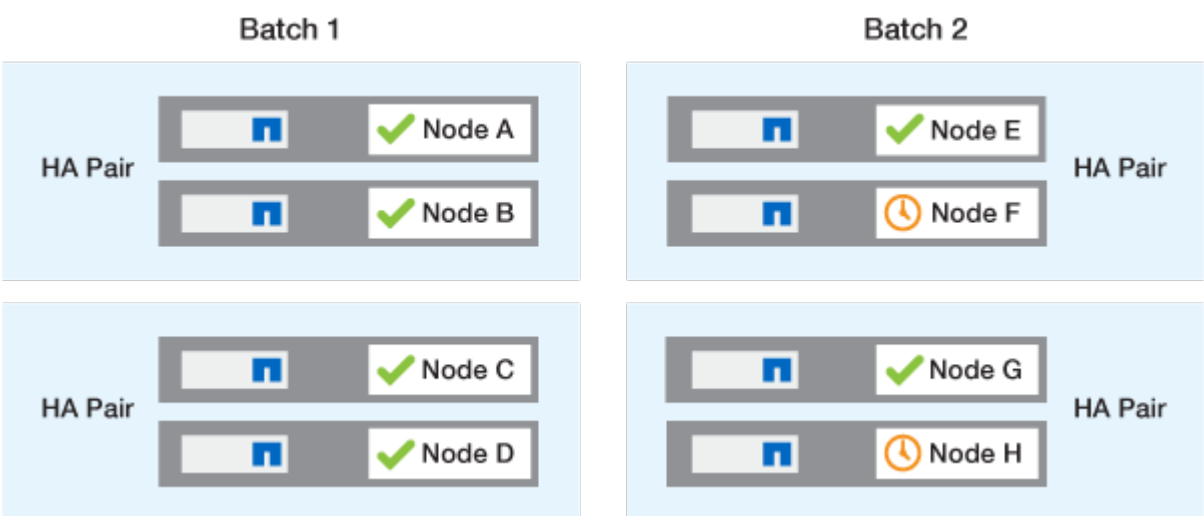 Batch 1
Batch 2
HA Pair
Node A
Node B
Node E
Node F
HA Pair
HA Pair
Node C
Node D
Node G
Node H
HA Pair